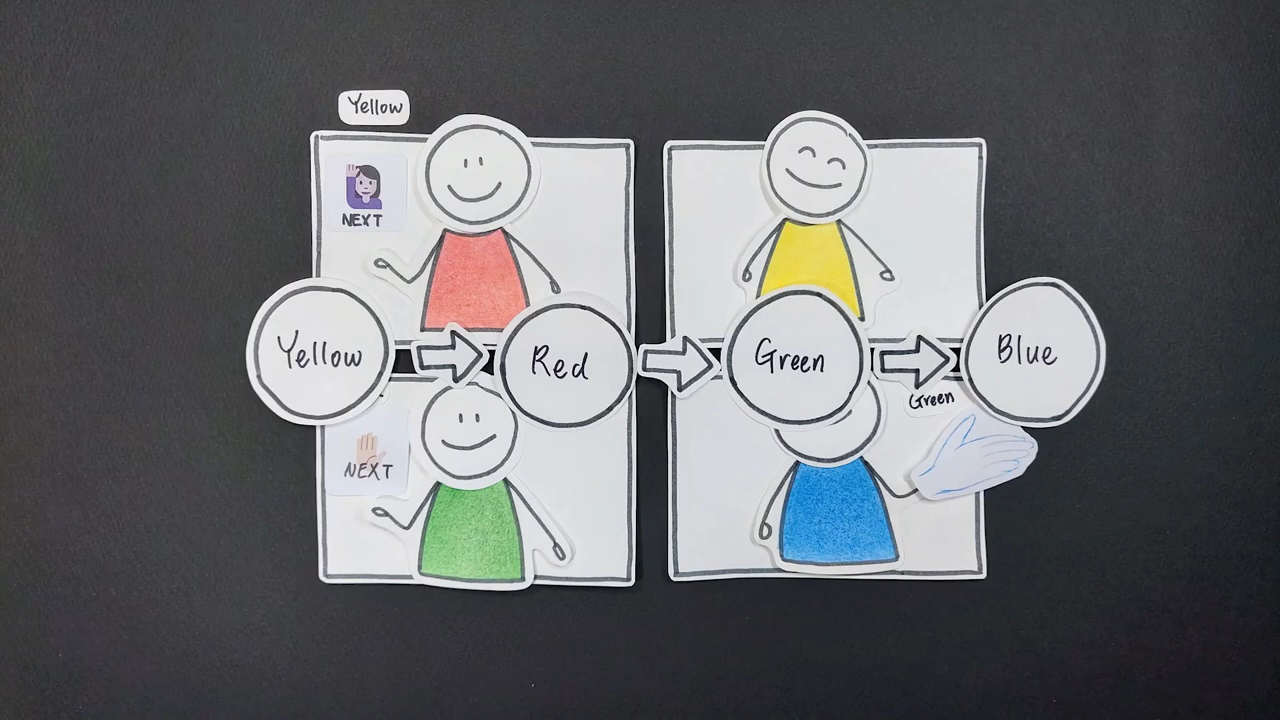 Yellow
NEXT
Yellow
Red
Green
Blue
Green
NEXT